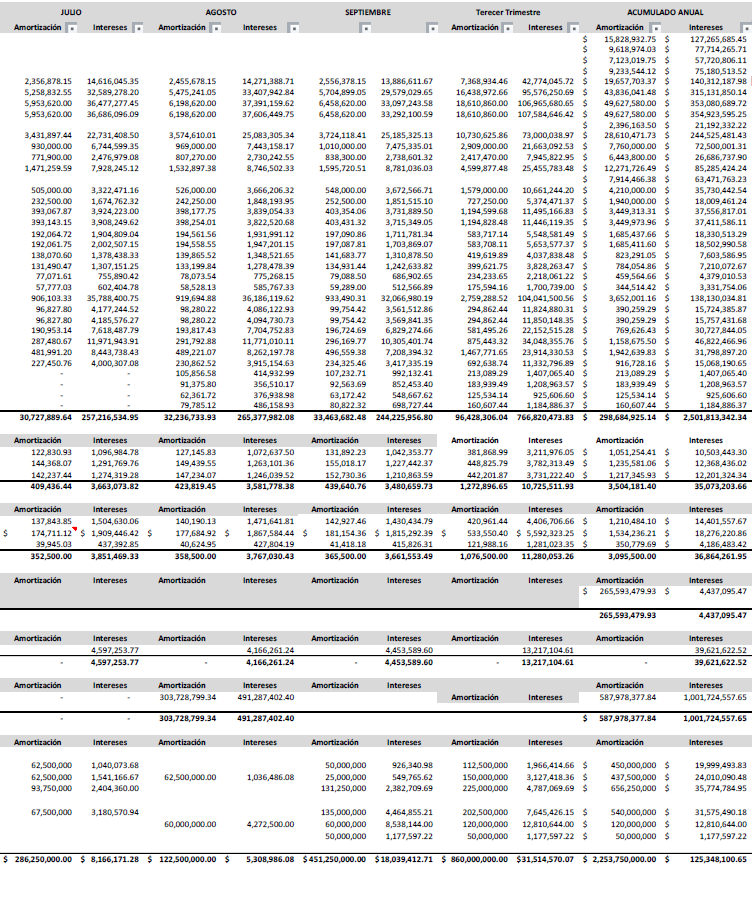 JULIO AGOSTO SEPTIEMBRE Terecer Trimestre ACUMULADO ANUAL
Amortización Intereses Amortización Intereses Amortización Intereses Amortización Intereses Amortización Intereses
$ 15,828,932.75 $ 127,265,685.45
$ 9,618,974.03 $ 77,714,265.71
$ 7,123,019.75 $ 57,720,806.11
$ 9,233,544.12 $ 75,180,513.52
2,356,878.15 14,616,045.35 2,455,678.15 14,271,388.71 2,556,378.15 13,886,611.67 7,368,934.46 42,774,045.72 $ 19,657,703.37 $ 140,312,187.98
5,258,832.55 32,589,278.20 5,475,241.05 33,407,942.84 5,704,899.05 29,579,029.65 16,438,972.66 95,576,250.69 $ 43,836,041.48 $ 315,131,850.14
5,953,620.00 36,477,277.45 6,198,620.00 37,391,159.62 6,458,620.00 33,097,243.58 18,610,860.00 106,965,680.65 $ 49,627,580.00 $ 353,080,689.72
5,953,620.00 36,686,096.09 6,198,620.00 37,606,449.75 6,458,620.00 33,292,100.59 18,610,860.00 107,584,646.42 $ 49,627,580.00 $ 354,923,595.25
$ 2,396,163.50 $ 21,192,332.22
3,431,897.44 22,731,408.50 3,574,610.01 25,083,305.34 3,724,118.41 25,185,325.13 10,730,625.86 73,000,038.97 $ 28,610,471.73 $ 244,525,481.43
930,000.00 6,744,599.35 969,000.00 7,443,158.17 1,010,000.00 7,475,335.01 2,909,000.00 21,663,092.53 $ 7,760,000.00 $ 72,500,001.31
771,900.00 2,476,979.08 807,270.00 2,730,242.55 838,300.00 2,738,601.32 2,417,470.00 7,945,822.95 $ 6,443,800.00 $ 26,686,737.90
1,471,259.59 7,928,245.12 1,532,897.38 8,746,502.33 1,595,720.51 8,781,036.03 4,599,877.48 25,455,783.48 $ 12,271,726.49 $ 85,285,424.24
$ 7,914,466.38 $ 63,471,763.23
505,000.00 3,322,471.16 526,000.00 3,666,206.32 548,000.00 3,672,566.71 1,579,000.00 10,661,244.20 $ 4,210,000.00 $ 35,730,442.54
232,500.00 1,674,762.32 242,250.00 1,848,193.95 252,500.00 1,851,515.10 727,250.00 5,374,471.37 $ 1,940,000.00 $ 18,009,461.24
393,067.87 3,924,223.00 398,177.75 3,839,054.33 403,354.06 3,731,889.50 1,194,599.68 11,495,166.83 $ 3,449,313.31 $ 37,556,817.01
393,143.15 3,908,249.62 398,254.01 3,822,520.68 403,431.32 3,715,349.05 1,194,828.48 11,446,119.35 $ 3,449,973.96 $ 37,411,586.11
192,064.72 1,904,809.04 194,561.56 1,931,991.12 197,090.86 1,711,781.34 583,717.14 5,548,581.49 $ 1,685,437.66 $ 18,330,513.29
192,061.75 2,002,507.15 194,558.55 1,947,201.15 197,087.81 1,703,869.07 583,708.11 5,653,577.37 $ 1,685,411.60 $ 18,502,990.58
138,070.60 1,378,438.33 139,865.52 1,348,521.65 141,683.77 1,310,878.50 419,619.89 4,037,838.48 $ 823,291.05 $ 7,603,586.95
131,490.47 1,307,151.25 133,199.84 1,278,478.39 134,931.44 1,242,633.82 399,621.75 3,828,263.47 $ 784,054.86 $ 7,210,072.67
77,071.61 755,890.42 78,073.54 775,268.15 79,088.50 686,902.65 234,233.65 2,218,061.22 $ 459,564.66 $ 4,379,010.53
57,777.03 602,404.78 58,528.13 585,767.33 59,289.00 512,566.89 175,594.16 1,700,739.00 $ 344,514.42 $ 3,331,754.06
906,103.33 35,788,400.75 919,694.88 36,186,119.62 933,490.31 32,066,980.19 2,759,288.52 104,041,500.56 $ 3,652,001.16 $ 138,130,034.81
96,827.80 4,177,244.52 98,280.22 4,086,122.93 99,754.42 3,561,512.86 294,862.44 11,824,880.31 $ 390,259.29 $ 15,724,385.87
96,827.80 4,185,576.27 98,280.22 4,094,730.73 99,754.42 3,569,841.35 294,862.44 11,850,148.35 $ 390,259.29 $ 15,757,431.68
190,953.14 7,618,487.79 193,817.43 7,704,752.83 196,724.69 6,829,274.66 581,495.26 22,152,515.28 $ 769,626.43 $ 30,727,844.05
287,480.67 11,971,943.91 291,792.88 11,771,010.11 296,169.77 10,305,401.74 875,443.32 34,048,355.76 $ 1,158,675.50 $ 46,822,466.96
481,991.20 8,443,738.43 489,221.07 8,262,197.78 496,559.38 7,208,394.32 1,467,771.65 23,914,330.53 $ 1,942,639.83 $ 31,798,897.20
227,450.76 4,000,307.08 230,862.52 3,915,154.63 234,325.46 3,417,335.19 692,638.74 11,332,796.89 $ 916,728.16 $ 15,068,190.65
- - 105,856.58 414,932.99 107,232.71 992,132.41 213,089.29 1,407,065.40 $ 213,089.29 $ 1,407,065.40
- - 91,375.80 356,510.17 92,563.69 852,453.40 183,939.49 1,208,963.57 $ 183,939.49 $ 1,208,963.57
- - 62,361.72 376,938.98 63,172.42 548,667.62 125,534.14 925,606.60 $ 125,534.14 $ 925,606.60
- - 79,785.12 486,158.93 80,822.32 698,727.44 160,607.44 1,184,886.37 $ 160,607.44 $ 1,184,886.37
30,727,889.64 257,216,534.95 32,236,733.93 265,377,982.08 33,463,682.48 244,225,956.80 96,428,306.04 766,820,473.83 $ 298,684,925.14 $ 2,501,813,342.34
Amortización Intereses Amortización Intereses Amortización Intereses Amortización Intereses Amortización Intereses
122,830.93 1,096,984.78 127,145.83 1,072,637.50 131,892.23 1,042,353.77 381,868.99 3,211,976.05 $ 1,051,254.41 $ 10,503,443.30
144,368.07 1,291,769.76 149,439.55 1,263,101.36 155,018.17 1,227,442.37 448,825.79 3,782,313.49 $ 1,235,581.06 $ 12,368,436.02
142,237.44 1,274,319.28 147,234.07 1,246,039.52 152,730.36 1,210,863.59 442,201.87 3,731,222.40 $ 1,217,345.93 $ 12,201,324.34
409,436.44 3,663,073.82 423,819.45 3,581,778.38 439,640.76 3,480,659.73 1,272,896.65 10,725,511.93 3,504,181.40 35,073,203.66
Amortización Intereses Amortización Intereses Amortización Intereses Amortización Intereses Amortización Intereses
137,843.85 1,504,630.06 140,190.13 1,471,641.81 142,927.46 1,430,434.79 420,961.44 4,406,706.66 $ 1,210,484.10 $ 14,401,557.67
$ 174,711.12 $ 1,909,446.42 $ 177,684.92 $ 1,867,584.44 $ 181,154.36 $ 1,815,292.39 $ 533,550.40 $ 5,592,323.25 $ 1,534,236.21 $ 18,276,220.86
39,945.03 437,392.85 40,624.95 427,804.19 41,418.18 415,826.31 121,988.16 1,281,023.35 $ 350,779.69 $ 4,186,483.42
352,500.00 3,851,469.33 358,500.00 3,767,030.43 365,500.00 3,661,553.49 1,076,500.00 11,280,053.26 3,095,500.00 36,864,261.95
Amortización Intereses Amortización Intereses Amortización Intereses Amortización Intereses Amortización Intereses
$ 265,593,479.93 $ 4,437,095.47
265,593,479.93 4,437,095.47
Amortización Intereses Amortización Intereses Amortización Intereses Amortización Intereses Amortización Intereses
4,597,253.77 4,166,261.24 4,453,589.60 13,217,104.61 39,621,622.52
- 4,597,253.77 - 4,166,261.24 - 4,453,589.60 - 13,217,104.61 - 39,621,622.52
Amortización Intereses Amortización Intereses Amortización Intereses Amortización Intereses
- - 303,728,799.34 491,287,402.40 Amortización Intereses 587,978,377.84 1,001,724,557.65
- - 303,728,799.34 491,287,402.40 $ 587,978,377.84 1,001,724,557.65
Amortización Intereses Amortización Intereses Amortización Intereses Amortización Intereses Amortización Intereses
62,500,000 1,040,073.68 50,000,000 926,340.98 112,500,000 1,966,414.66 $ 450,000,000 $ 19,999,493.83
62,500,000 1,541,166.67 62,500,000.00 1,036,486.08 25,000,000 549,765.62 150,000,000 3,127,418.36 $ 437,500,000 $ 24,010,090.48
93,750,000 2,404,360.00 131,250,000 2,382,709.69 225,000,000 4,787,069.69 $ 656,250,000 $ 35,774,784.95
67,500,000 3,180,570.94 135,000,000 4,464,855.21 202,500,000 7,645,426.15 $ 540,000,000 $ 31,575,490.18
60,000,000.00 4,272,500.00 60,000,000 8,538,144.00 120,000,000 12,810,644.00 $ 120,000,000 $ 12,810,644.00
50,000,000 1,177,597.22 50,000,000 1,177,597.22 $ 50,000,000 $ 1,177,597.22
$ 286,250,000.00 $ 8,166,171.28 $ 122,500,000.00 $ 5,308,986.08 $ 451,250,000.00 $ 18,039,412.71 $ 860,000,000.00 $31,514,570.07 $ 2,253,750,000.00 $ 125,348,100.65